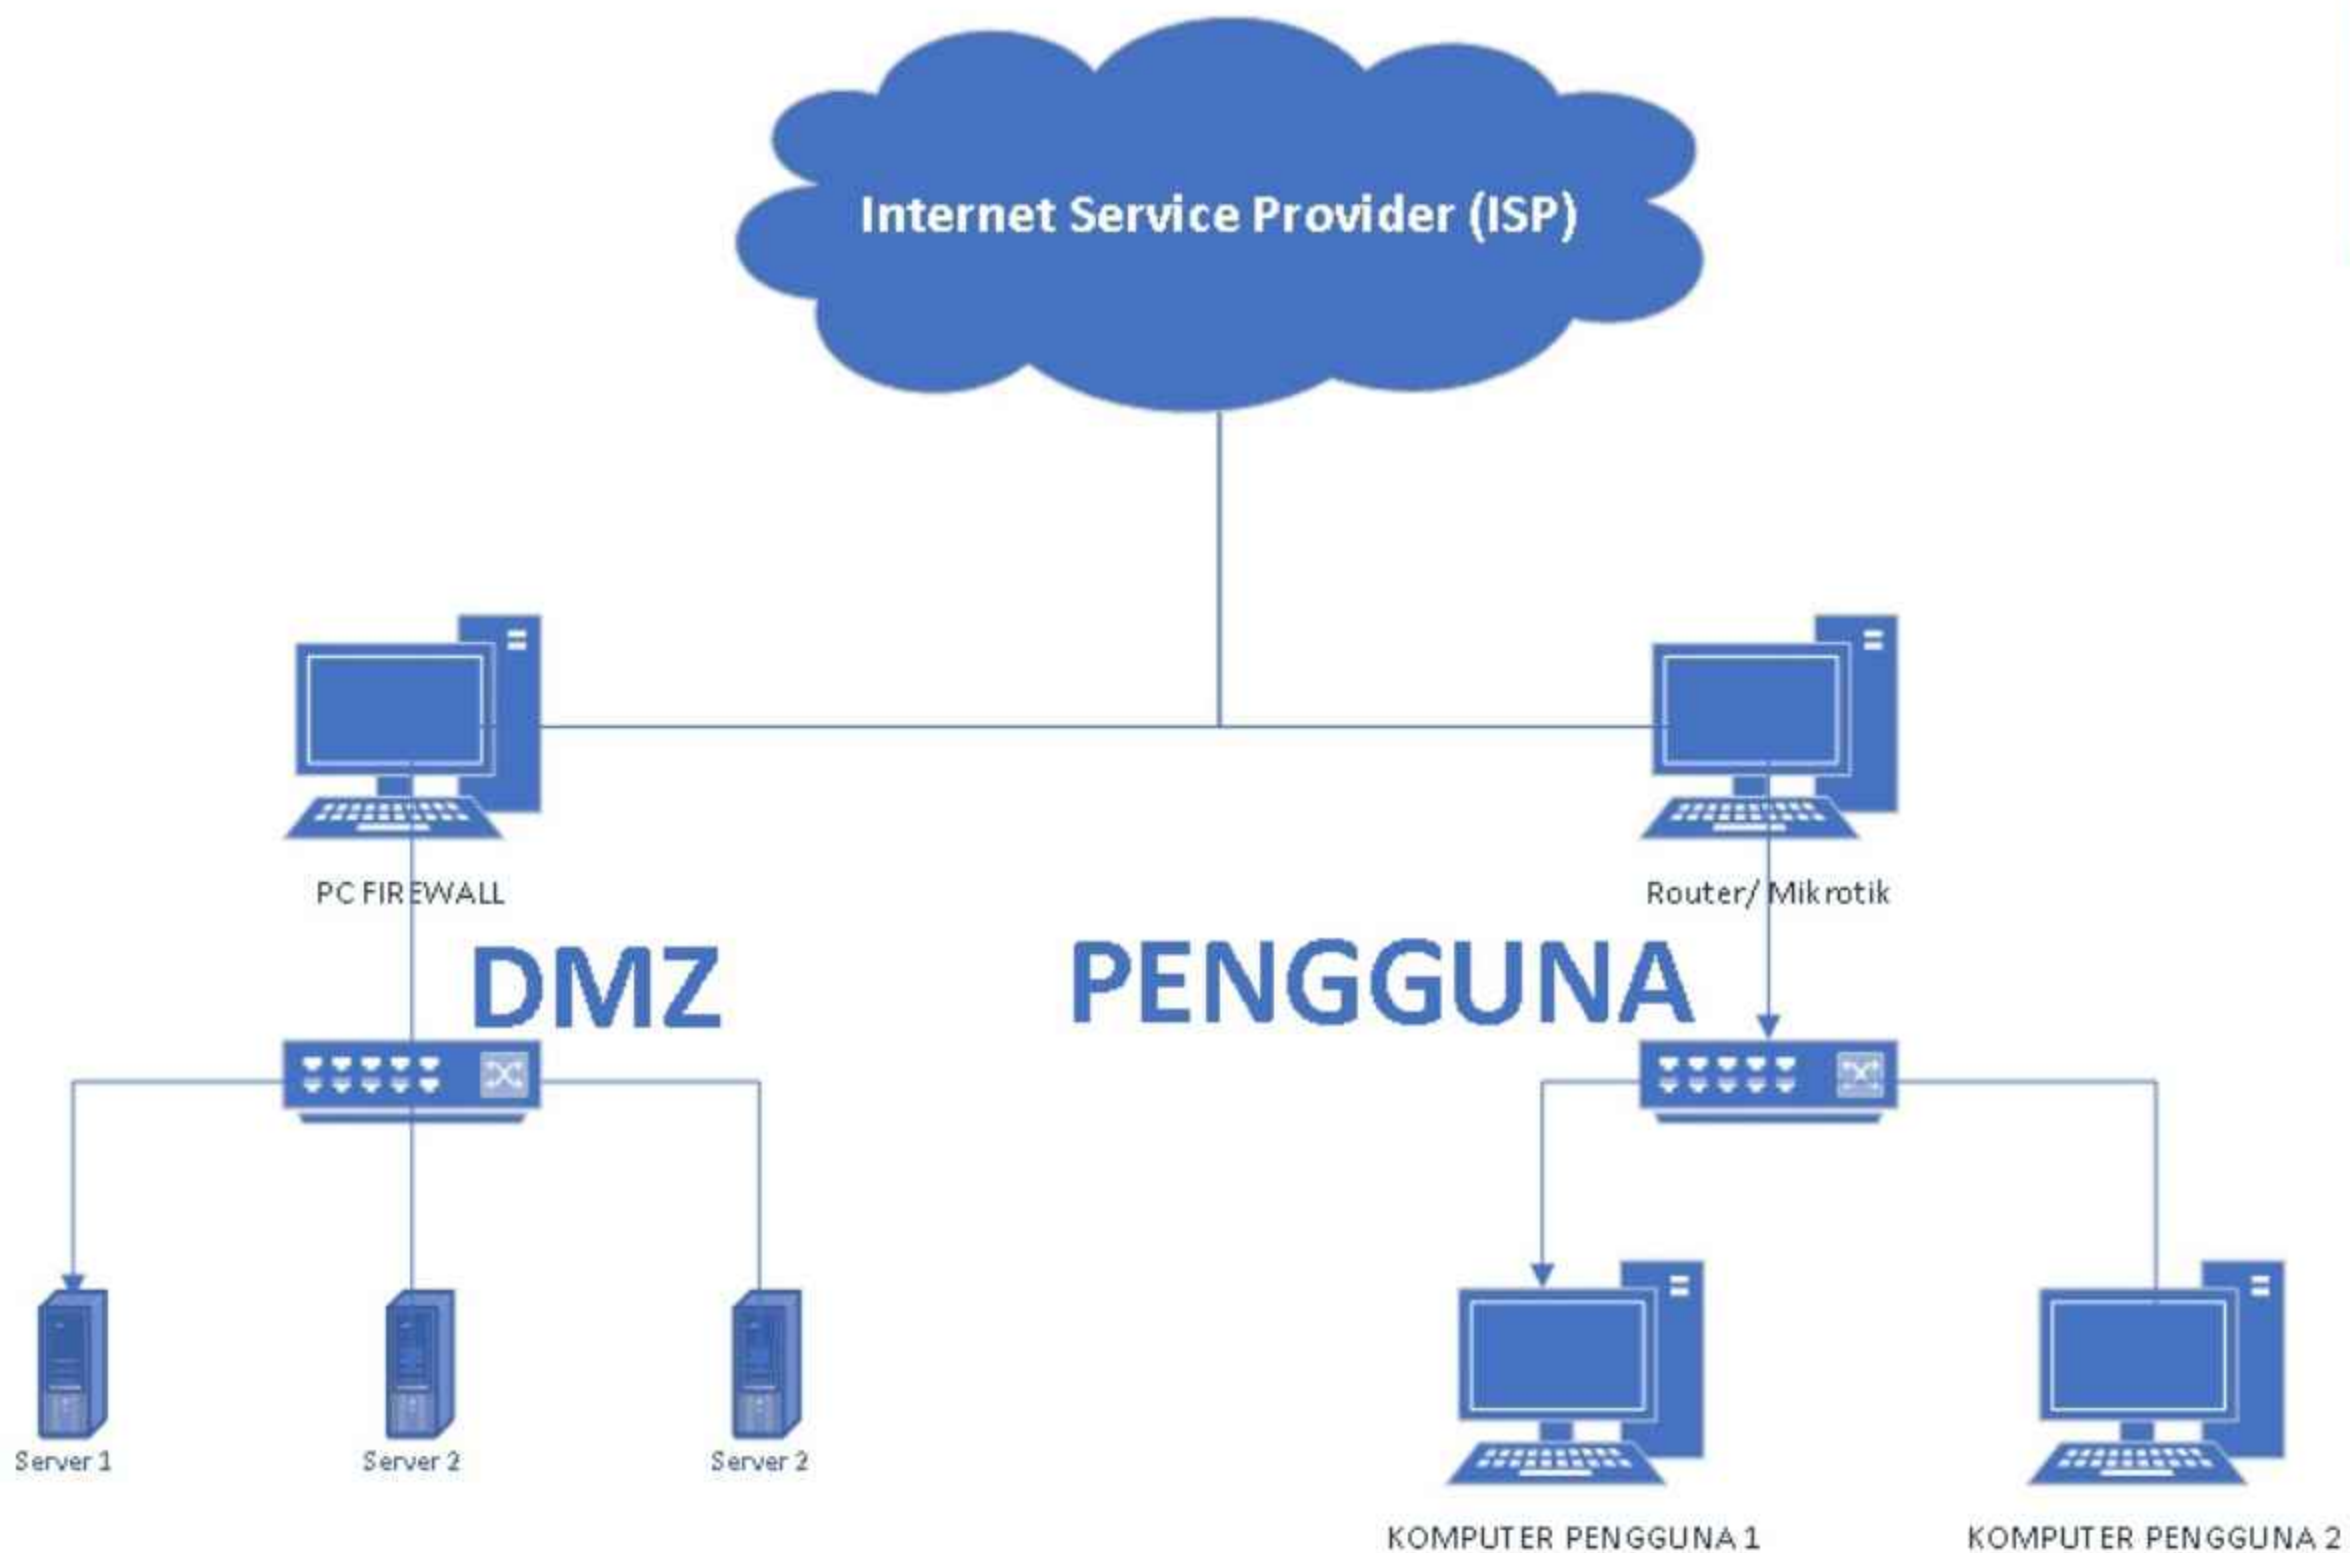 Internet Service Provider (ISP)
PC FIREWALL
Router/ Mikrotik
DMZ
PENGGUNA
Server 1
Server 2
Server 2
KOMPUTER PENGGUNA 1
KOMPUTER PENGGUNA 2